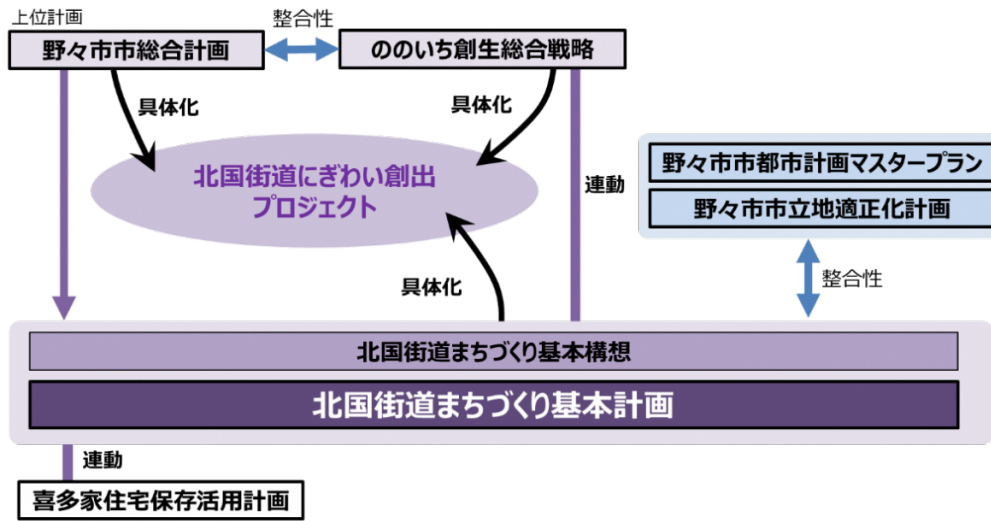 上位計画
整合性
野々市市総合計画
ののいち創生総合戦略
具体化
具体化
北国街道にぎわい創出
プロジェクト
連動
野々市市都市計画マスタープラン
野々市市立地適正化計画
具体化
整合性
北国街道まちづくり基本構想
北国街道まちづくり基本計画
連動
喜多家住宅保存活用計画